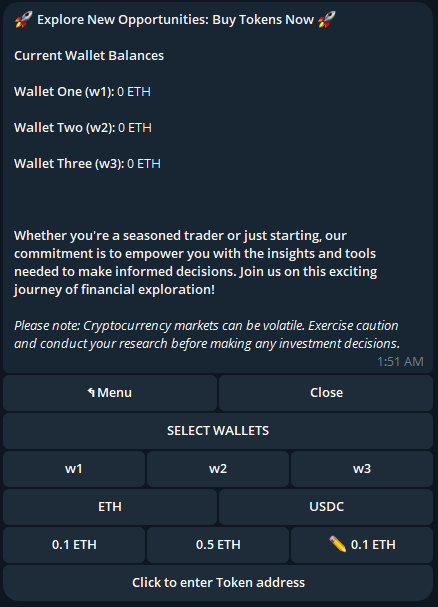 🚀 Explore New Opportunities: Buy Tokens Now 🚀
Current Wallet Balances
Wallet One (w1): 0 ETH
Wallet Two (w2): 0 ETH
Wallet Three (w3): 0 ETH
Whether you're a seasoned trader or just starting, our
commitment is to empower you with the insights and tools
needed to make informed decisions. Join us on this exciting
journey of financial exploration!
Please note: Cryptocurrency markets can be volatile. Exercise caution
and conduct your research before making any investment decisions.
1:51 AM
↰Menu Close
SELECT WALLETS
w1 w2 w3
ETH USDC
0.1 ETH 0.5 ETH ✏️ 0.1 ETH
Click to enter Token address